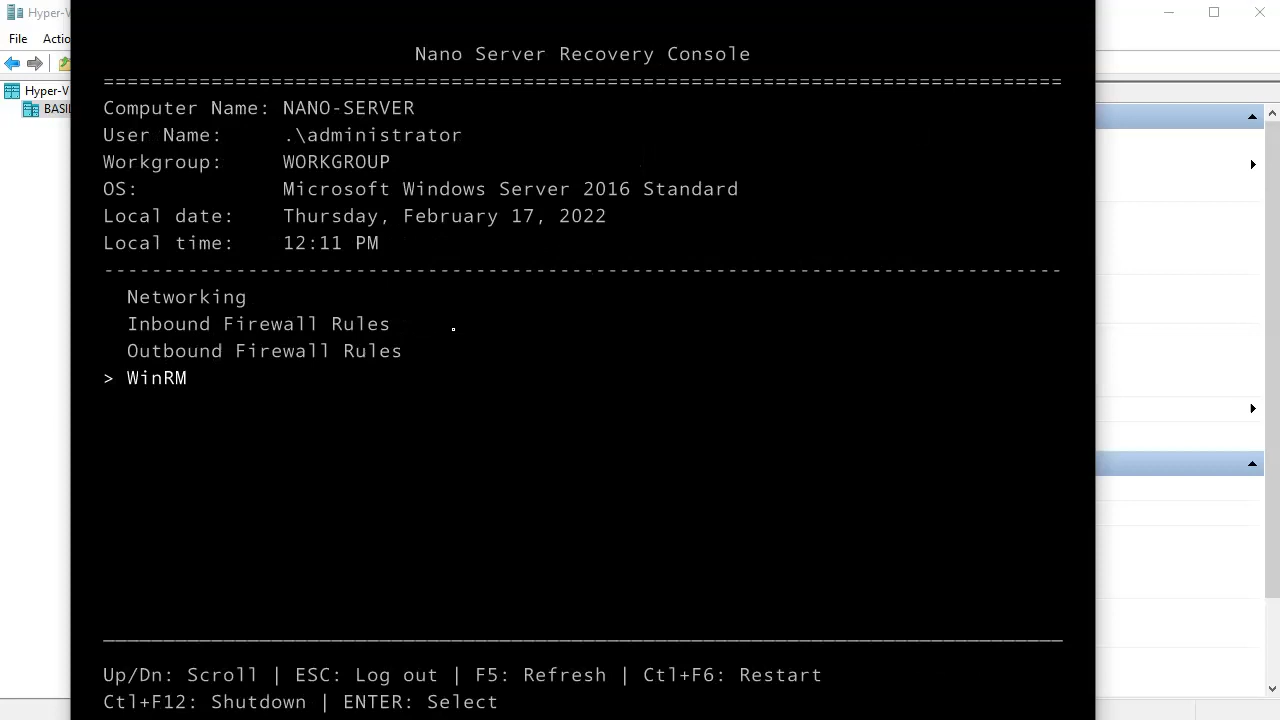 Hyper-V
File Actio
Hyper-V
BASI
Nano Server Recovery Console
================================================================================
Computer Name: NANO-SERVER
User Name: .\administrator
Workgroup: WORKGROUP
OS: Microsoft Windows Server 2016 Standard
Local date: Thursday, February 17, 2022
Local time: 12:11 PM
--------------------------------------------------------------------------------
Networking
Inbound Firewall Rules
Outbound Firewall Rules
> WinRM
________________________________________________________________________________
Up/Dn: Scroll | ESC: Log out | F5: Refresh | Ctl+F6: Restart
Ctl+F12: Shutdown | ENTER: Select